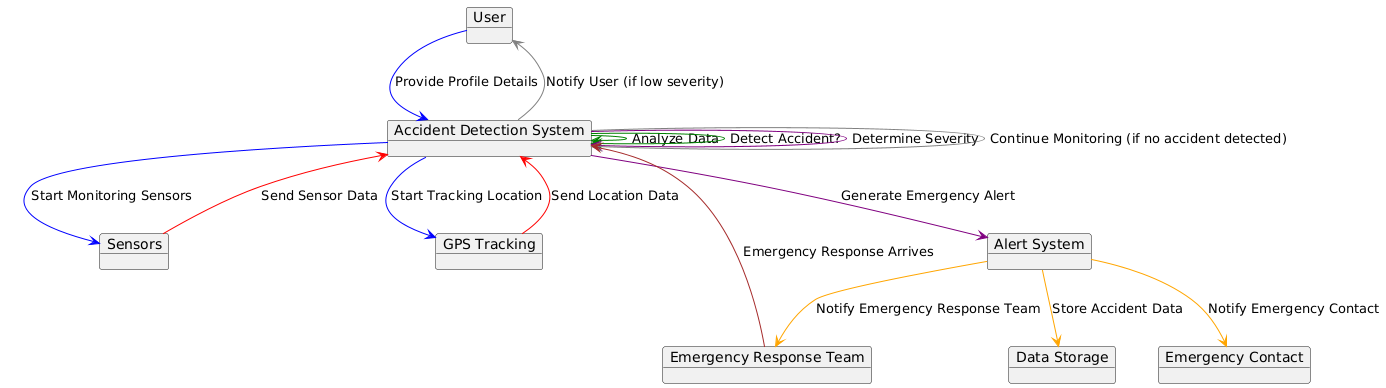 User
Provide Profile Details
Notify User (if low severity)
Accident Detection System
Analyze Data
Detect Accident?
Determine Severity
Continue Monitoring (if no accident detected)
Start Monitoring Sensors
Send Sensor Data
Start Tracking Location
Send Location Data
Generate Emergency Alert
Sensors
GPS Tracking
Emergency Response Arrives
Alert System
Notify Emergency Response Team
Store Accident Data
Notify Emergency Contact
Emergency Response Team
Data Storage
Emergency Contact